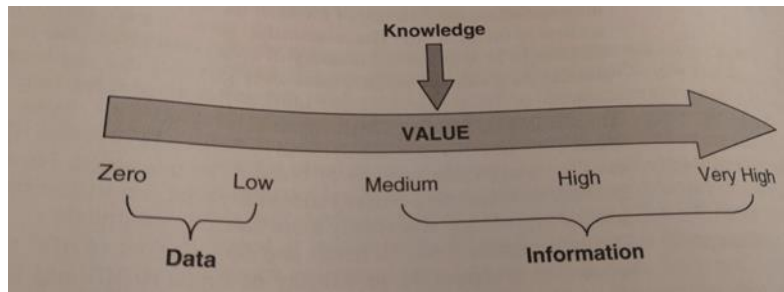 Knowledge
VALUE
Zero Low Medium High Very High
Data Information